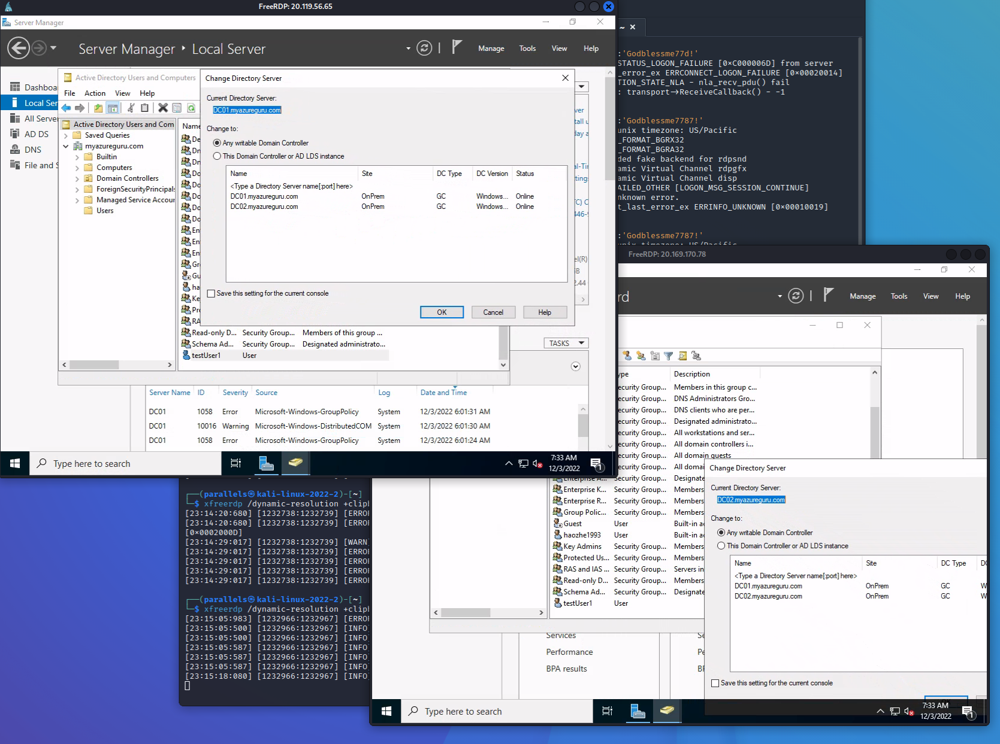 FreeRDP: 20.119.56.65
Server Manager
Server Manager ‣ Local Server
Manage Tools View Help
Dashboa
Local Ser
All Server
AD DS
DNS
File and S
Active Directory Users and Computers
File Action View Help
Active Directory Users and Com
Saved Queries
myazureguru.com
Builtin
Computers
Domain Controllers
ForeignSecurityPrincipals
Managed Service Accour
Users
Name
De
Dn
Dn
Do
Do
Do
Do
Do
En
En
En
Gr
Gu
ha
Ke
Pr
RA
Read-only D... Security Group... Members of this group ...
Schema Ad... Security Group... Designated administrato...
testUser1 User
Change Directory Server
Current Directory Server:
DC01.myazureguru.com
Change to:
Any writable Domain Controller
This Domain Controller or AD LDS instance
Name Site DC Type DC Version Status
<Type a Directory Server name[:port] here>
DC01.myazureguru.com OnPrem GC Windows... Online
DC02.myazureguru.com OnPrem GC Windows... Online
Save this setting for the current console
OK Cancel Help
ver
tall u
day a
al-Tir
tting:
TC) C
446-9
el(R)
GB
2.44
TASKS
Server Name ID Severity Source Log Date and Time
DC01 1058 Error Microsoft-Windows-GroupPolicy System 12/3/2022 6:01:31 AM
DC01 10016 Warning Microsoft-Windows-DistributedCOM System 12/3/2022 6:01:30 AM
DC01 1058 Error Microsoft-Windows-GroupPolicy System 12/3/2022 6:01:24 AM
Type here to search
7:33 AM
12/3/2022
1
~ ×
:'Godblessme77d!'
STATUS_LOGON_FAILURE [0×C000006D] from server
_error_ex ERRCONNECT_LOGON_FAILURE [0×00020014]
TION_STATE_NLA - nla_recv_pdu() fail
: transport→ReceiveCallback() - -1
:'Godblessme7787!'
unix timezone: US/Pacific
_FORMAT_BGRX32
_FORMAT_BGRA32
ded fake backend for rdpsnd
amic Virtual Channel rdpgfx
amic Virtual Channel disp
AILED_OTHER [LOGON_MSG_SESSION_CONTINUE]
nknown error.
t_last_error_ex ERRINFO_UNKNOWN [0×00010019]
:'Godblessme7787!'
unix timezone: US/Pacific
┌──(parallels㉿kali-linux-2022-2)-[~]
└─$ xfreerdp /dynamic-resolution +clip
[23:14:20:680] [1232738:1232739] [ERROR
[23:14:20:680] [1232738:1232739] [ERROR
[0×0002000D]
[23:14:29:017] [1232738:1232739] [WARN
[23:14:29:017] [1232738:1232739] [ERROR
[23:14:29:017] [1232738:1232739] [ERROR
[23:14:29:017] [1232738:1232739] [ERROR
[23:14:29:017] [1232738:1232739] [ERROR
┌──(parallels㉿kali-linux-2022-2)-[~]
└─$ xfreerdp /dynamic-resolution +clip
[23:15:05:983] [1232966:1232967] [ERROR
[23:15:05:500] [1232966:1232967] [INFO
[23:15:05:500] [1232966:1232967] [INFO
[23:15:05:587] [1232966:1232967] [INFO
[23:15:05:587] [1232966:1232967] [INFO
[23:15:05:587] [1232966:1232967] [INFO
[23:15:18:080] [1232966:1232967] [INFO
FreeRDP: 20.169.170.78
rd
Manage Tools View Help
ype Description
ecurity Group... Members in this group c...
ecurity Group... DNS Administrators Gro...
ecurity Group... DNS clients who are per...
ecurity Group... Designated administrato...
ecurity Group... All workstations and ser...
ecurity Group... All domain controllers i...
ecurity Group... All domain guests
ecurity Group... All domai
Enterprise A... Security Group... Designate
Enterprise K... Security Group... Members
Enterprise R... Security Group... Members
Group Polic... Security Group... Members
Guest User Built-in a
haozhe1993 User Built-in a
Key Admins Security Group... Members
Protected Us... Security Group... Members
RAS and IAS ... Security Group... Servers in
Read-only D... Security Group... Members
Schema Ad... Security Group... Designate
testUser1 User
Change Directory Server
Current Directory Server:
DC02.myazureguru.com
Change to:
Any writable Domain Controller
This Domain Controller or AD LDS instance
Name Site DC Type DC
<Type a Directory Server name[:port] here>
DC01.myazureguru.com OnPrem GC W
DC02.myazureguru.com OnPrem GC W
Save this setting for the current console
Services Se
Performance Pe
BPA results BF
Type here to search
7:33 AM
12/3/2022
1